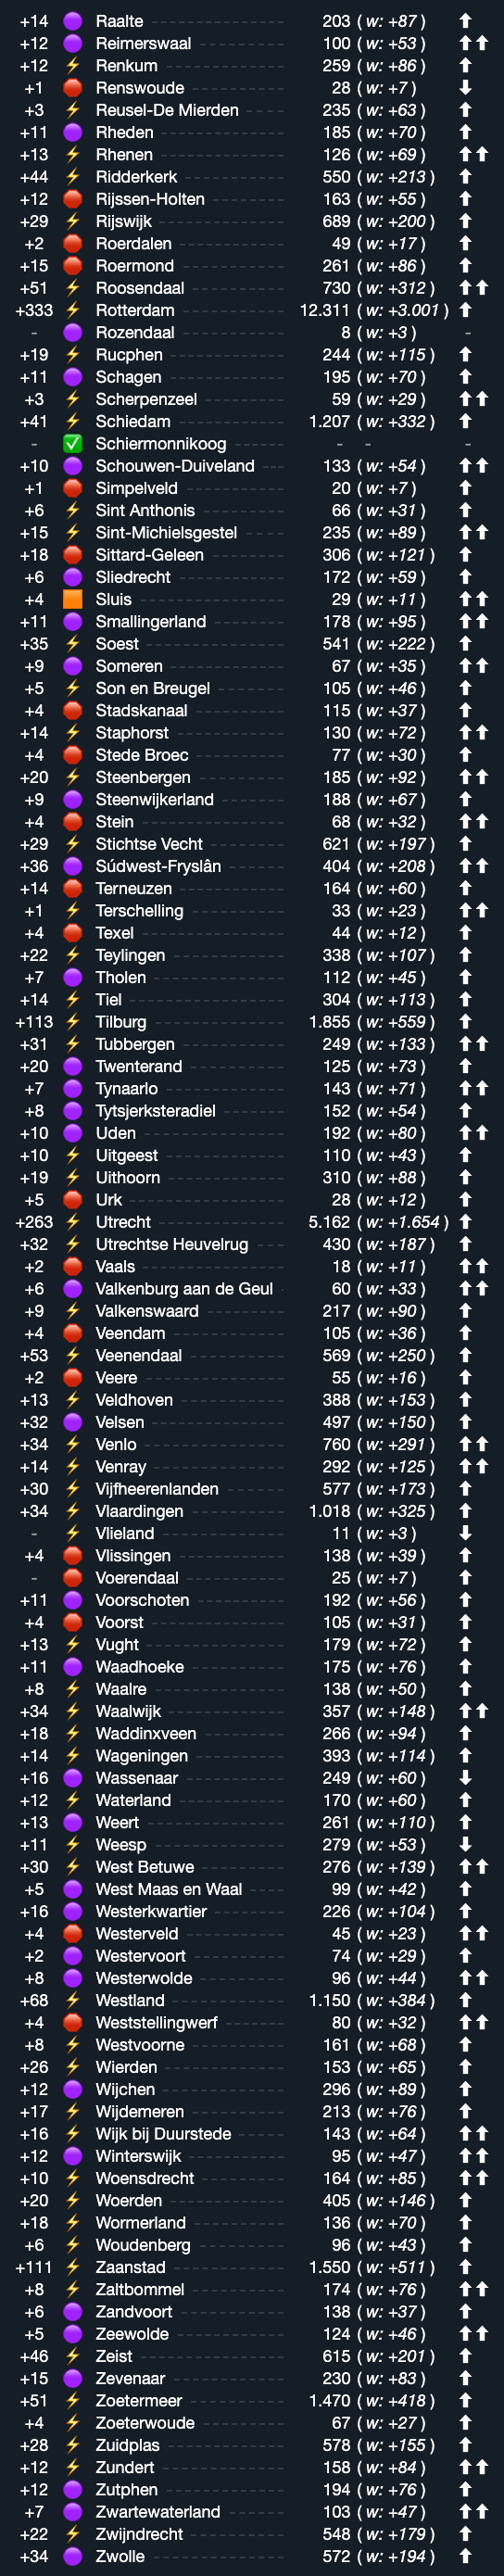 +14 Raalte 203 ( w: +87 )
+12 Reimerswaal 100 ( w: +53 )
+12 Renkum 259 ( w: +86 )
+1 Renswoude 28 ( w: +7 )
+3 Reusel-De Mierden 235 ( w: +63 )
+11 Rheden 185 ( w: +70 )
+13 Rhenen 126 ( w: +69 )
+44 Ridderkerk 550 ( w: +213 )
+12 Rijssen-Holten 163 ( w: +55 )
+29 Rijswijk 689 ( w: +200 )
+2 Roerdalen 49 ( w: +17 )
+15 Roermond 261 ( w: +86 )
+51 Roosendaal 730 ( w: +312 )
+333 Rotterdam 12.311 ( w: +3.001 )
- Rozendaal 8 ( w: +3 ) -
+19 Rucphen 244 ( w: +115 )
+11 Schagen 195 ( w: +70 )
+3 Scherpenzeel 59 ( w: +29 )
+41 Schiedam 1.207 ( w: +332 )
- Schiermonnikoog - - -
+10 Schouwen-Duiveland 133 ( w: +54 )
+1 Simpelveld 20 ( w: +7 )
+6 Sint Anthonis 66 ( w: +31 )
+15 Sint-Michielsgestel 235 ( w: +89 )
+18 Sittard-Geleen 306 ( w: +121 )
+6 Sliedrecht 172 ( w: +59 )
+4 Sluis 29 ( w: +11 )
+11 Smallingerland 178 ( w: +95 )
+35 Soest 541 ( w: +222 )
+9 Someren 67 ( w: +35 )
+5 Son en Breugel 105 ( w: +46 )
+4 Stadskanaal 115 ( w: +37 )
+14 Staphorst 130 ( w: +72 )
+4 Stede Broec 77 ( w: +30 )
+20 Steenbergen 185 ( w: +92 )
+9 Steenwijkerland 188 ( w: +67 )
+4 Stein 68 ( w: +32 )
+29 Stichtse Vecht 621 ( w: +197 )
+36 Súdwest-Fryslân 404 ( w: +208 )
+14 Terneuzen 164 ( w: +60 )
+1 Terschelling 33 ( w: +23 )
+4 Texel 44 ( w: +12 )
+22 Teylingen 338 ( w: +107 )
+7 Tholen 112 ( w: +45 )
+14 Tiel 304 ( w: +113 )
+113 Tilburg 1.855 ( w: +559 )
+31 Tubbergen 249 ( w: +133 )
+20 Twenterand 125 ( w: +73 )
+7 Tynaarlo 143 ( w: +71 )
+8 Tytsjerksteradiel 152 ( w: +54 )
+10 Uden 192 ( w: +80 )
+10 Uitgeest 110 ( w: +43 )
+19 Uithoorn 310 ( w: +88 )
+5 Urk 28 ( w: +12 )
+263 Utrecht 5.162 ( w: +1.654 )
+32 Utrechtse Heuvelrug 430 ( w: +187 )
+2 Vaals 18 ( w: +11 )
+6 Valkenburg aan de Geul 60 ( w: +33 )
+9 Valkenswaard 217 ( w: +90 )
+4 Veendam 105 ( w: +36 )
+53 Veenendaal 569 ( w: +250 )
+2 Veere 55 ( w: +16 )
+13 Veldhoven 388 ( w: +153 )
+32 Velsen 497 ( w: +150 )
+34 Venlo 760 ( w: +291 )
+14 Venray 292 ( w: +125 )
+30 Vijfheerenlanden 577 ( w: +173 )
+34 Vlaardingen 1.018 ( w: +325 )
- Vlieland 11 ( w: +3 )
+4 Vlissingen 138 ( w: +39 )
- Voerendaal 25 ( w: +7 )
+11 Voorschoten 192 ( w: +56 )
+4 Voorst 105 ( w: +31 )
+13 Vught 179 ( w: +72 )
+11 Waadhoeke 175 ( w: +76 )
+8 Waalre 138 ( w: +50 )
+34 Waalwijk 357 ( w: +148 )
+18 Waddinxveen 266 ( w: +94 )
+14 Wageningen 393 ( w: +114 )
+16 Wassenaar 249 ( w: +60 )
+12 Waterland 170 ( w: +60 )
+13 Weert 261 ( w: +110 )
+11 Weesp 279 ( w: +53 )
+30 West Betuwe 276 ( w: +139 )
+5 West Maas en Waal 99 ( w: +42 )
+16 Westerkwartier 226 ( w: +104 )
+4 Westerveld 45 ( w: +23 )
+2 Westervoort 74 ( w: +29 )
+8 Westerwolde 96 ( w: +44 )
+68 Westland 1.150 ( w: +384 )
+4 Weststellingwerf 80 ( w: +32 )
+8 Westvoorne 161 ( w: +68 )
+26 Wierden 153 ( w: +65 )
+12 Wijchen 296 ( w: +89 )
+17 Wijdemeren 213 ( w: +76 )
+16 Wijk bij Duurstede 143 ( w: +64 )
+12 Winterswijk 95 ( w: +47 )
+10 Woensdrecht 164 ( w: +85 )
+20 Woerden 405 ( w: +146 )
+18 Wormerland 136 ( w: +70 )
+6 Woudenberg 96 ( w: +43 )
+111 Zaanstad 1.550 ( w: +511 )
+8 Zaltbommel 174 ( w: +76 )
+6 Zandvoort 138 ( w: +37 )
+5 Zeewolde 124 ( w: +46 )
+46 Zeist 615 ( w: +201 )
+15 Zevenaar 230 ( w: +83 )
+51 Zoetermeer 1.470 ( w: +418 )
+4 Zoeterwoude 67 ( w: +27 )
+28 Zuidplas 578 ( w: +155 )
+12 Zundert 158 ( w: +84 )
+12 Zutphen 194 ( w: +76 )
+7 Zwartewaterland 103 ( w: +47 )
+22 Zwijndrecht 548 ( w: +179 )
+34 Zwolle 572 ( w: +194 )